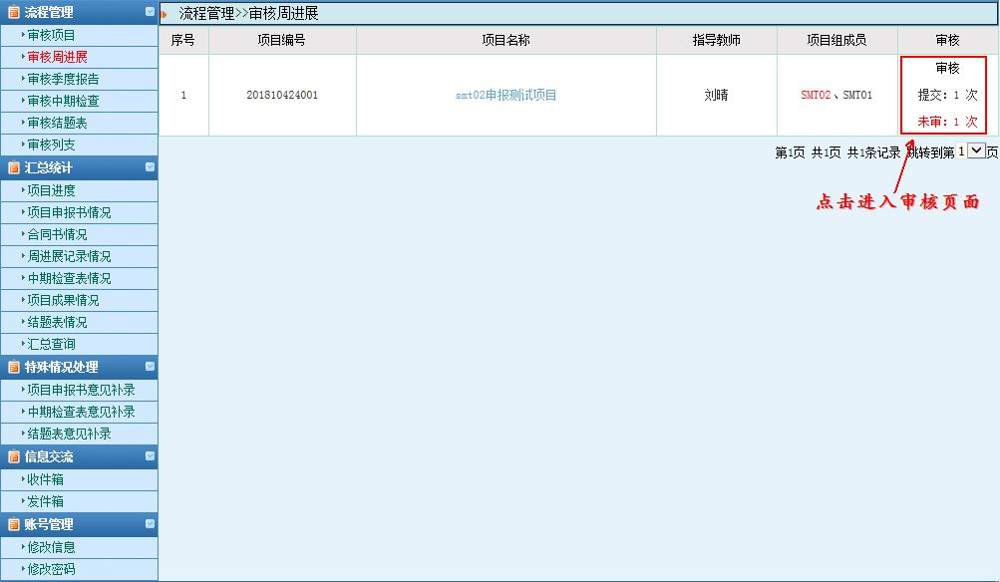 流程管理
审核项目
审核周进展
审核季度报告
审核中期检查
审核结题表
审核列支
汇总统计
项目进度
项目申报书情况
合同书情况
周进展记录情况
中期检查表情况
项目成果情况
结题表情况
汇总查询
特殊情况处理
项目申报书意见补录
中期检查表意见补录
结题表意见补录
信息交流
收件箱
发件箱
账号管理
修改信息
修改密码
流程管理>>审核周进展
序号 项目编号 项目名称 指导教师 项目组成员 审核
1 201810424001 smt02申报测试项目 刘晴 SMT02、SMT01
审核
提交: 1 次
未审: 1 次
第1页 共1页 共1条记录 跳转到第 1 页
点击进入审核页面